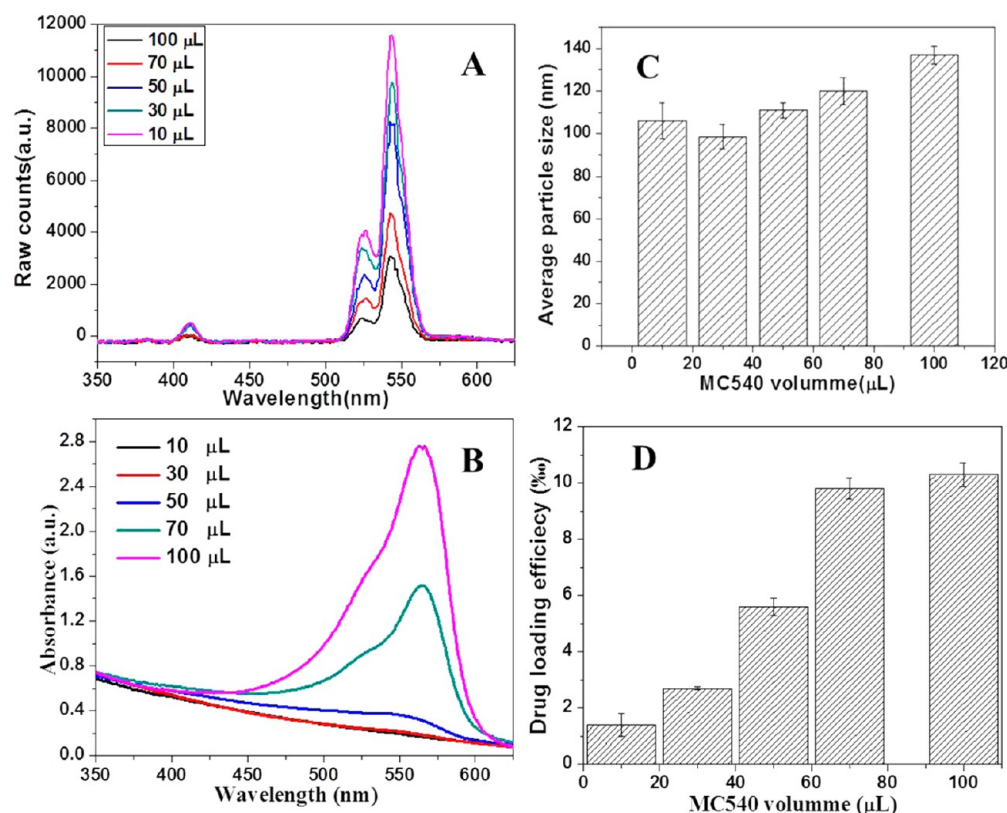 A
100 μL
70 μL
50 μL
30 μL
10 μL
Raw counts(a.u.)
12000
10000
8000
6000
4000
2000
0
350 400 450 500 550 600
Wavelength(nm)
C
Average particle size (nm)
140
120
100
80
60
40
20
0
0 20 40 60 80 100 120
MC540 volumme(μL)
B
10 μL
30 μL
50 μL
70 μL
100 μL
Absorbance (a.u.)
2.8
2.4
2.0
1.6
1.2
0.8
0.4
0.0
350 400 450 500 550 600
Wavelength (nm)
D
Drug loading efficiecy (‰)
12
10
8
6
4
2
0
0 20 40 60 80 100
MC540 volumme (μL)